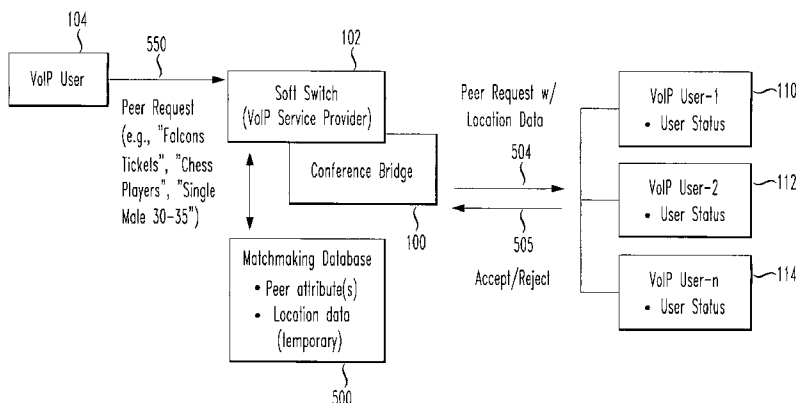 104
VoIP User
550
Peer Request
(e.g., "Falcons
Tickets", "Chess
Players", "Single
Male 30-35")
102
Soft Switch
(VoIP Service Provider)
Conference Bridge
100
Matchmaking Database
• Peer attribute(s)
• Location data
(temporary)
500
Peer Request w/
Location Data
504
505
Accept/Reject
VoIP User-1
• User Status
110
VoIP User-2
• User Status
112
VoIP User-n
• User Status
114